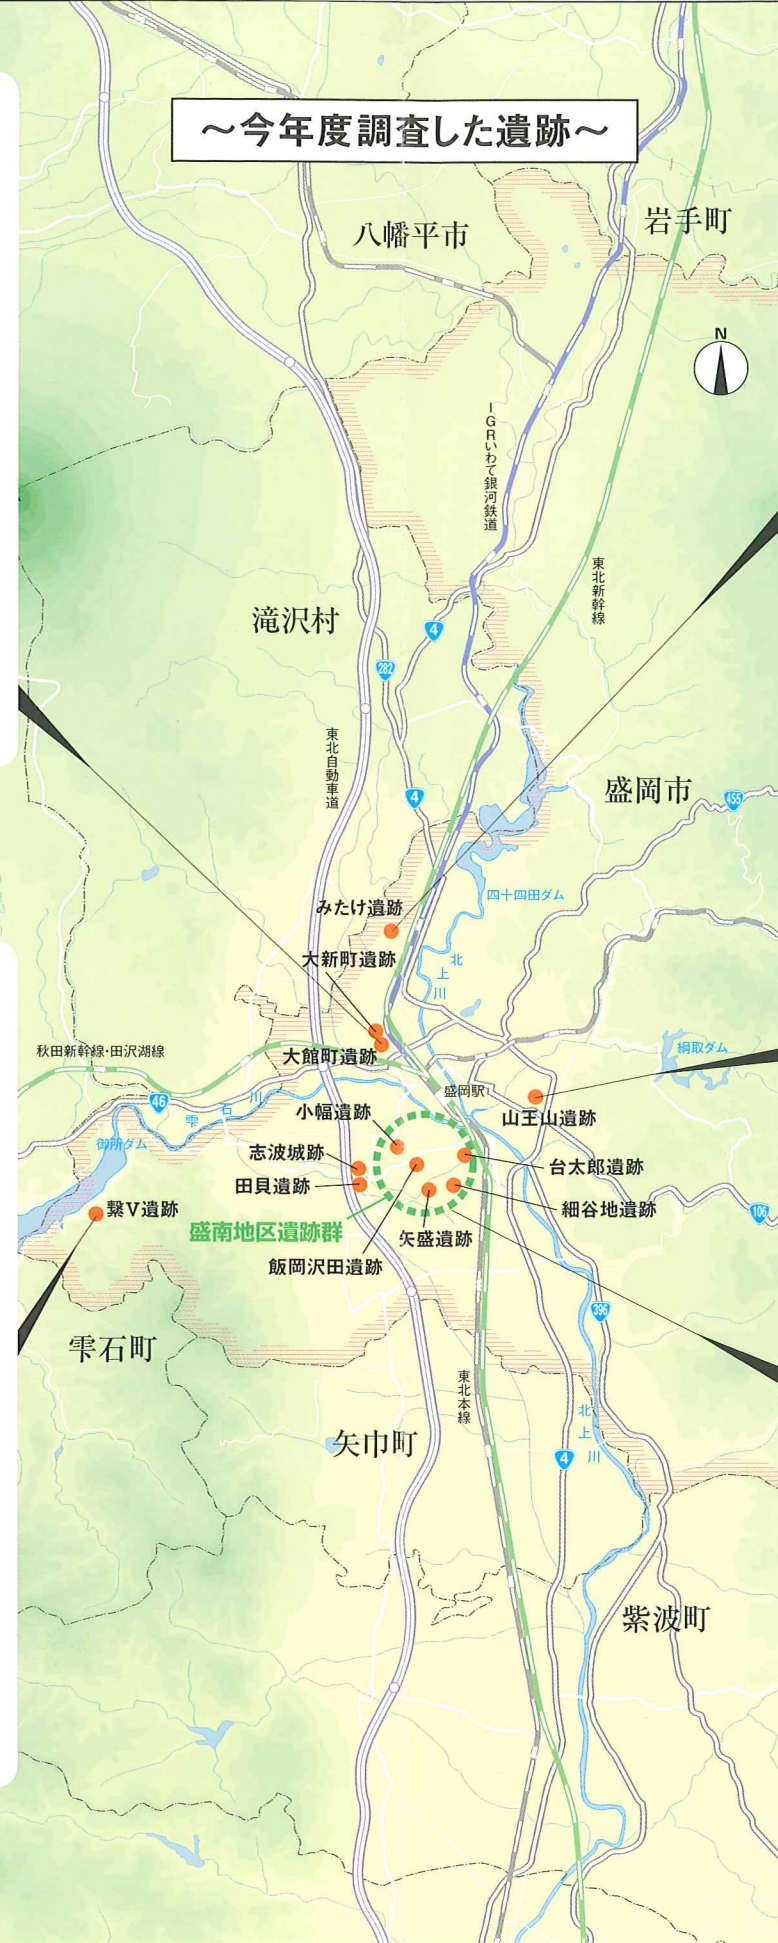 ～今年度調査した遺跡～
八幡平市
岩手町
N
IGRいわて銀河鉄道
東北新幹線
滝沢村
4
282
東北自動車道
4
盛岡市
455
四十四田ダム
みたけ遺跡
北上川
大新町遺跡
秋田新幹線・田沢湖線
大館町遺跡
綱取ダム
46
雫石川
盛岡駅
小幡遺跡
山王山遺跡
御所ダム
志波城跡
台太郎遺跡
田貝遺跡
繋Ⅴ遺跡
細谷地遺跡
106
盛南地区遺跡群
矢盛遺跡
飯岡沢田遺跡
396
雫石町
東北本線
北上川
矢巾町
4
紫波町